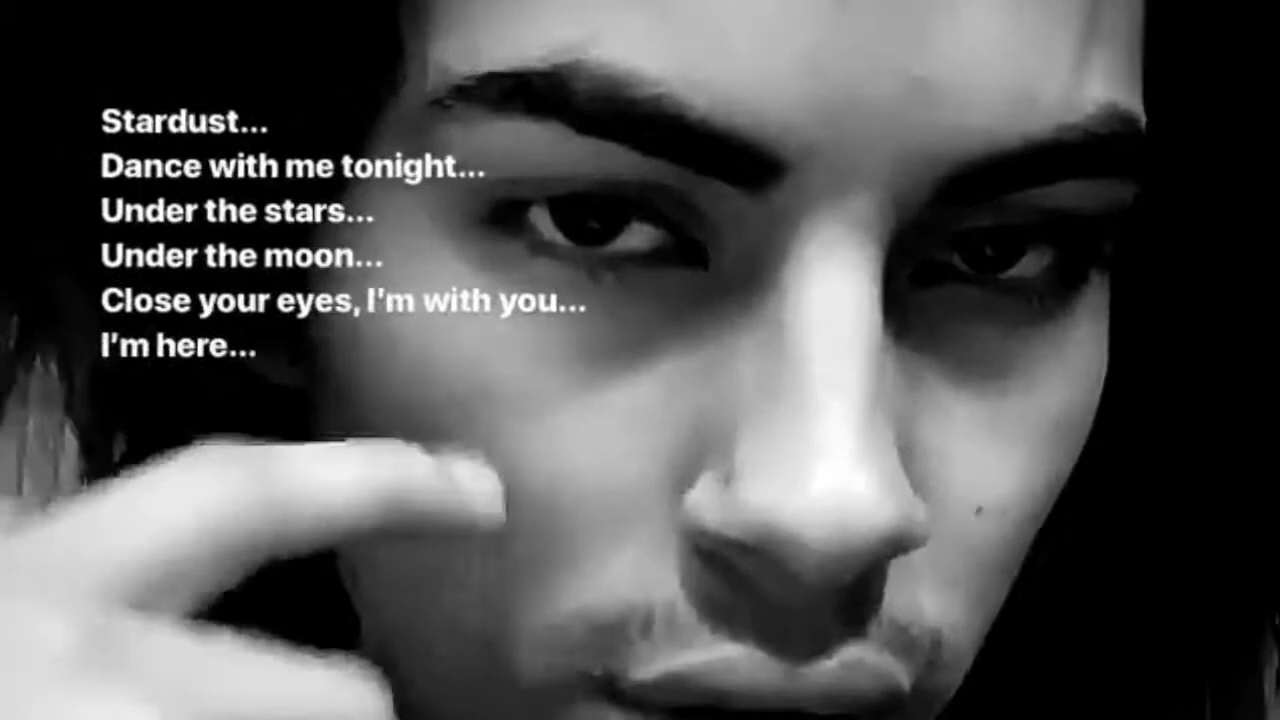 Stardust...
Dance with me tonight...
Under the stars...
Under the moon...
Close your eyes, I'm with you...
I'm here...